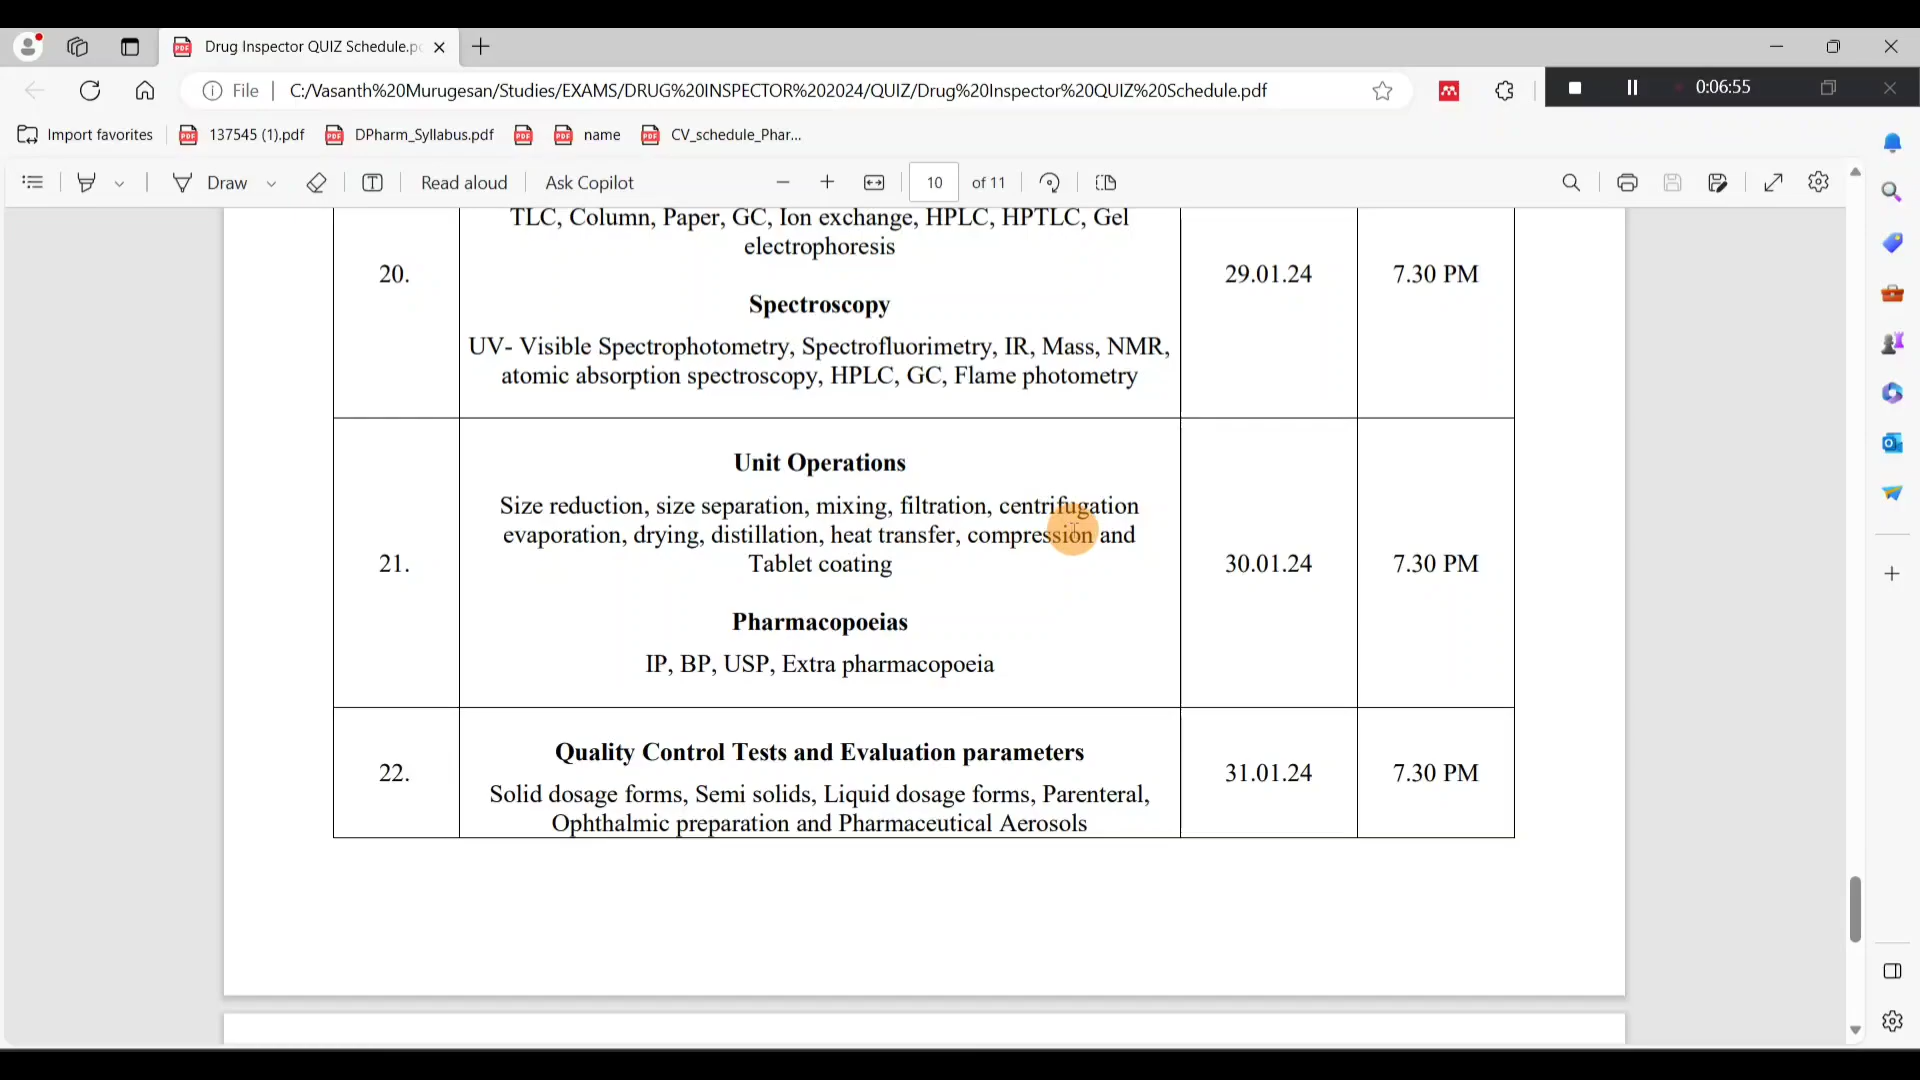 Drug Inspector QUIZ Schedule.p
File
C:/Vasanth%20Murugesan/Studies/EXAMS/DRUG%20INSPECTOR%202024/QUIZ/Drug%20Inspector%20QUIZ%20Schedule.pdf
0:06:55
Import favorites
137545 (1).pdf
DPharm_Syllabus.pdf
name
CV_schedule_Phar...
Draw
Read aloud
Ask Copilot
10 of 11
TLC, Column, Paper, GC, Ion exchange, HPLC, HPTLC, Gel
electrophoresis
20.
29.01.24
7.30 PM
Spectroscopy
UV- Visible Spectrophotometry, Spectrofluorimetry, IR, Mass, NMR,
atomic absorption spectroscopy, HPLC, GC, Flame photometry
Unit Operations
Size reduction, size separation, mixing, filtration, centrifugation
evaporation, drying, distillation, heat transfer, compression and
Tablet coating
21.
30.01.24
7.30 PM
Pharmacopoeias
IP, BP, USP, Extra pharmacopoeia
Quality Control Tests and Evaluation parameters
22.
31.01.24
7.30 PM
Solid dosage forms, Semi solids, Liquid dosage forms, Parenteral,
Ophthalmic preparation and Pharmaceutical Aerosols